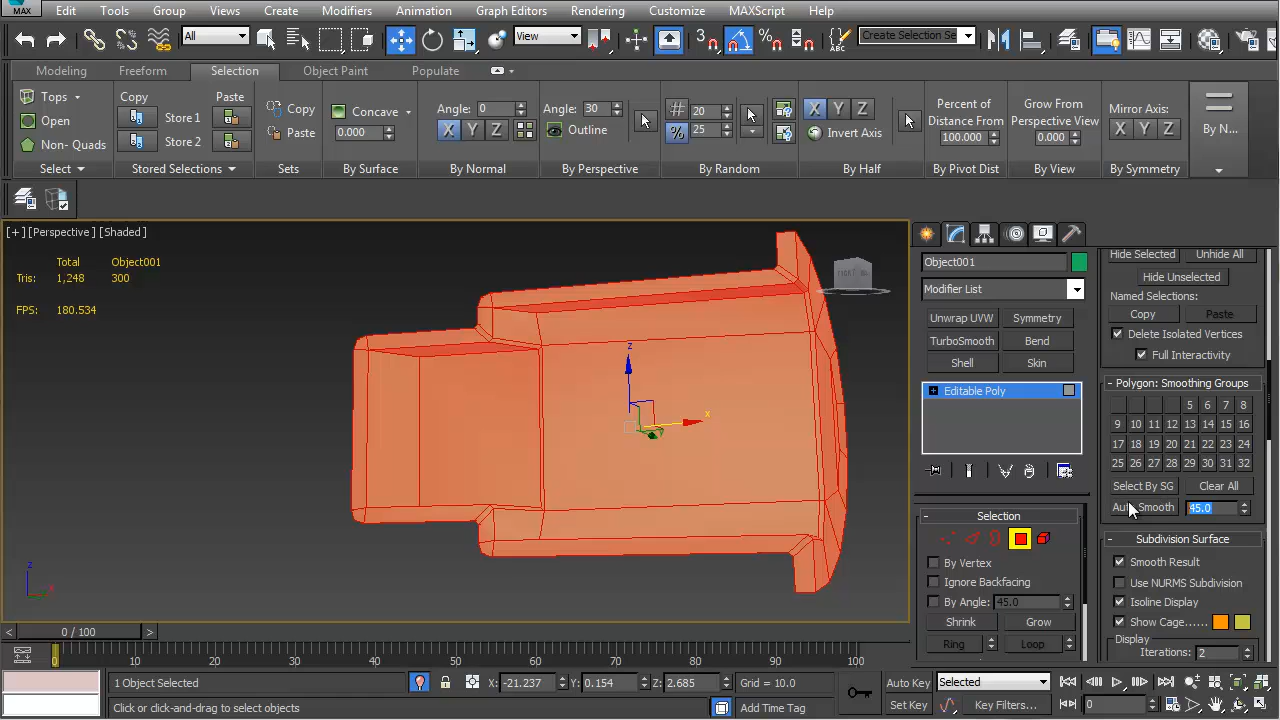 MAX Edit Tools Group Views Create Modifiers Animation Graph Editors Rendering Customize MAXScript Help
All View 3 % ABC Create Selection Se
Modeling Freeform Selection Object Paint Populate
Tops Copy Paste Copy Concave Angle: 0 Angle: 30 # 20 X Y Z Percent of Grow From Mirror Axis:
Open Store 1 Paste 0.000 X Y Z Outline % 25 Invert Axis Distance From Perspective View X Y Z By N...
Non- Quads Store 2 100.000 0.000
Select Stored Selections Sets By Surface By Normal By Perspective By Random By Half By Pivot Dist By View By Symmetry
[+] [Perspective] [Shaded]
Total Object001
Tris: 1,248 300
FPS: 180.534
z
x
z
x
Object001
Modifier List
Unwrap UVW Symmetry
TurboSmooth Bend
Shell Skin
Editable Poly
- Selection
By Vertex
Ignore Backfacing
By Angle: 45.0
Shrink Grow
Ring Loop
Hide Selected Unhide All
Hide Unselected
Named Selections:
Copy Paste
Delete Isolated Vertices
Full Interactivity
- Polygon: Smoothing Groups
5 6 7 8
9 10 11 12 13 14 15 16
17 18 19 20 21 22 23 24
25 26 27 28 29 30 31 32
Select By SG Clear All
Smooth 45.0
- Subdivision Surface
Smooth Result
Use NURMS Subdivision
Isoline Display
Show Cage......
Display
Iterations: 2
< 0 / 100 >
0 10 20 30 40 50 60 70 80 90 100
1 Object Selected X: -21.237 Y: 0.154 Z: 2.685 Grid = 10.0 Auto Key Selected
Click or click-and-drag to select objects Add Time Tag Set Key Key Filters... 0